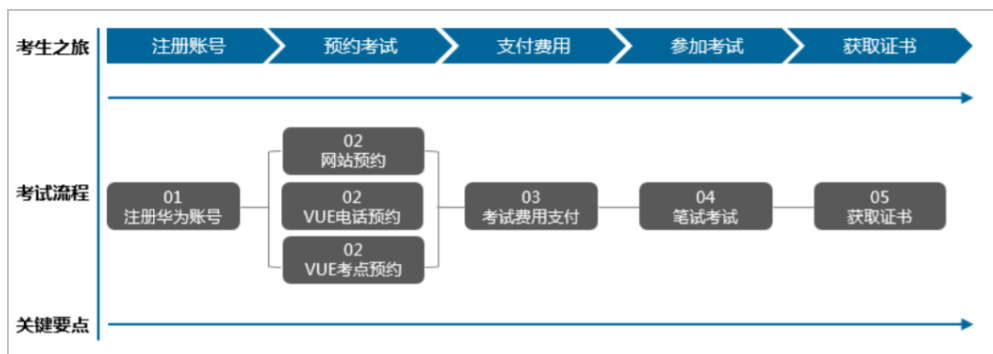 考生之旅
注册账号
预约考试
支付费用
参加考试
获取证书
考试流程
01
注册华为账号
02
网站预约
02
VUE电话预约
02
VUE考点预约
03
考试费用支付
04
笔试考试
05
获取证书
关键要点